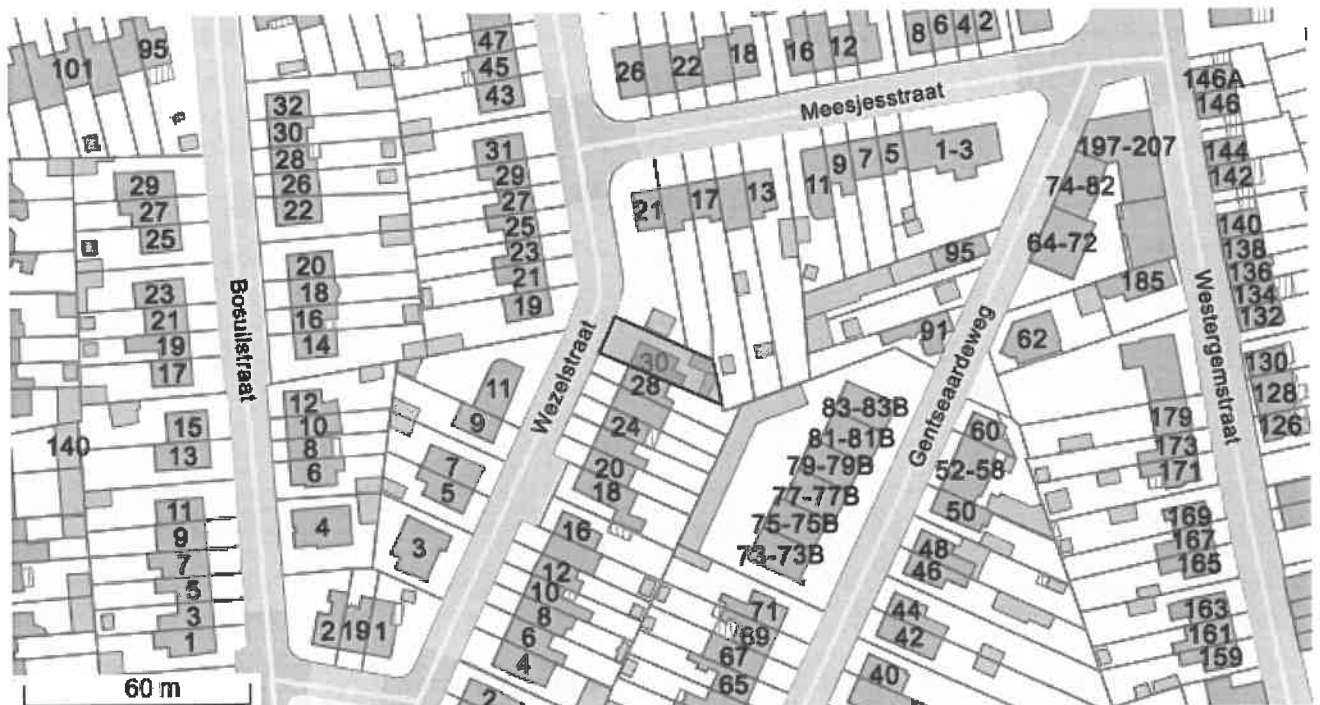 8 6 4 2
47 18 16 12
95 45 26 22
101 43 146A
32 Meesjesstraat 146
30 31 9 7 5 1-3 197-207 144
28 29 11 142
29 26 27 21 17 13 74-82
27 22 25 64-72 140
25 23 95 138
20 21 185 136
23 18 19 134
21 16 132
19 14 91 62
17 30 130
Bosuilstraat Wezelstraat Gentseaardeweg Westergemstraat
12 11 28 83-83B 128
15 10 9 24 81-81B 60 179 126
140 13 8 7 20 79-79B 52-58 173
6 5 18 77-77B 171
11 4 16 75-75B 50 169
9 3 12 73-73B 48 167
7 10 46 165
5 8 71 44 163
3 2 19 1 6 69 42 161
1 4 67 159
60 m 2 65 40